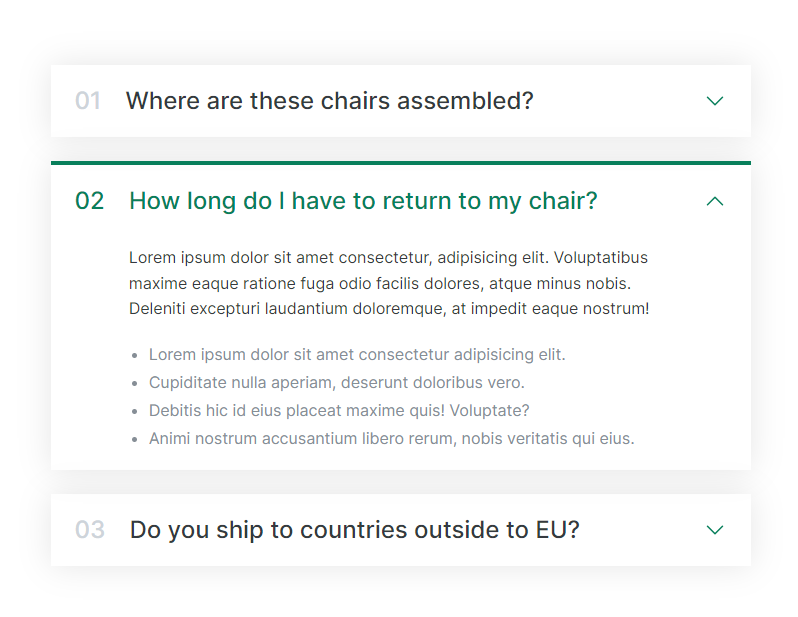 01 Where are these chairs assembled?
02 How long do I have to return to my chair?
Lorem ipsum dolor sit amet consectetur, adipisicing elit. Voluptatibus
maxime eaque ratione fuga odio facilis dolores, atque minus nobis.
Deleniti excepturi laudantium doloremque, at impedit eaque nostrum!
• Lorem ipsum dolor sit amet consectetur adipisicing elit.
• Cupiditate nulla aperiam, deserunt doloribus vero.
• Debitis hic id eius placeat maxime quis! Voluptate?
• Animi nostrum accusantium libero rerum, nobis veritatis qui eius.
03 Do you ship to countries outside to EU?